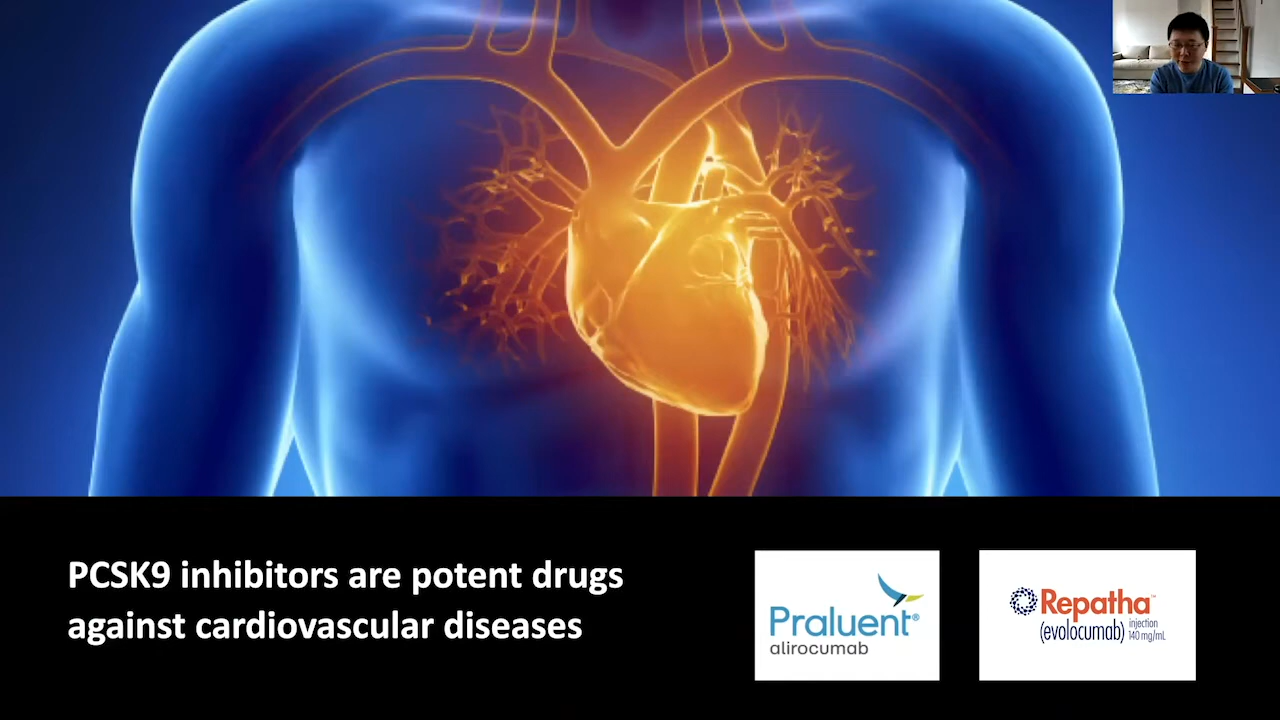 PCSK9 inhibitors are potent drugs
against cardiovascular diseases
Praluent®
alirocumab
Repatha™
(evolocumab) injection
140 mg/mL